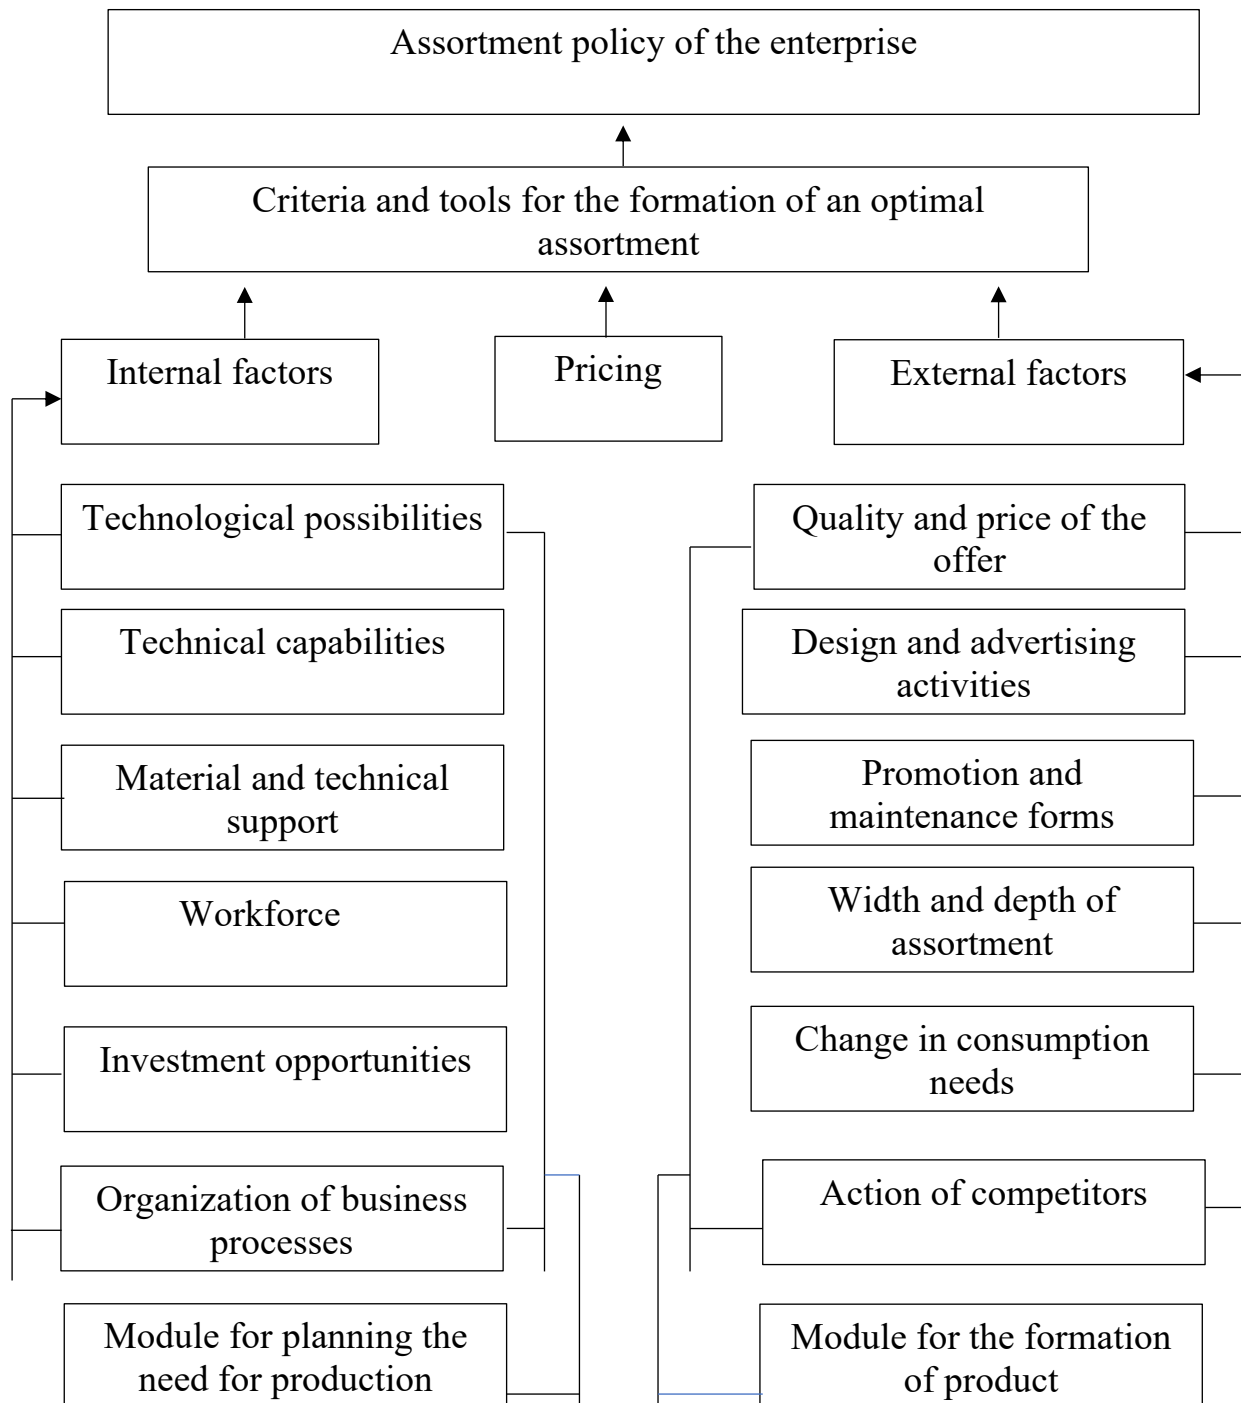 Assortment policy of the enterprise
Criteria and tools for the formation of an optimal
assortment
Internal factors
Pricing
External factors
Technological possibilities
Technical capabilities
Material and technical
support
Workforce
Investment opportunities
Organization of business
processes
Module for planning the
need for production
Quality and price of the
offer
Design and advertising
activities
Promotion and
maintenance forms
Width and depth of
assortment
Change in consumption
needs
Action of competitors
Module for the formation
of product